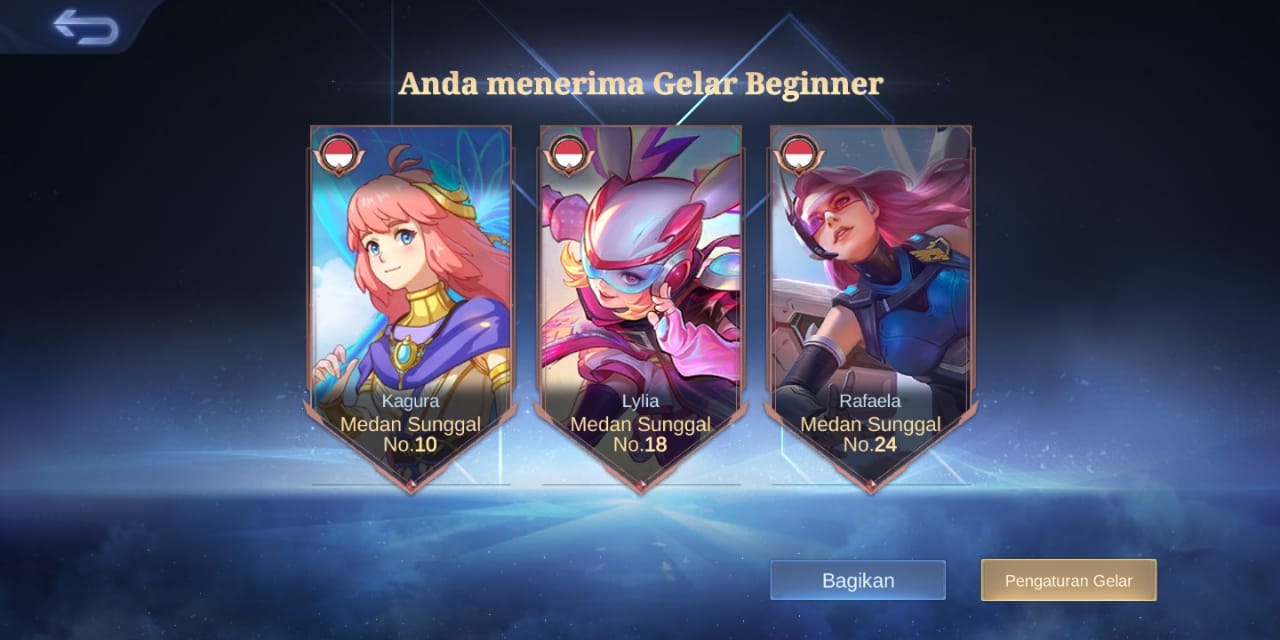 Anda menerima Gelar Beginner
Kagura
Medan Sunggal
No.10
Lylia
Medan Sunggal
No.18
Rafaela
Medan Sunggal
No.24
Bagikan
Pengaturan Gelar